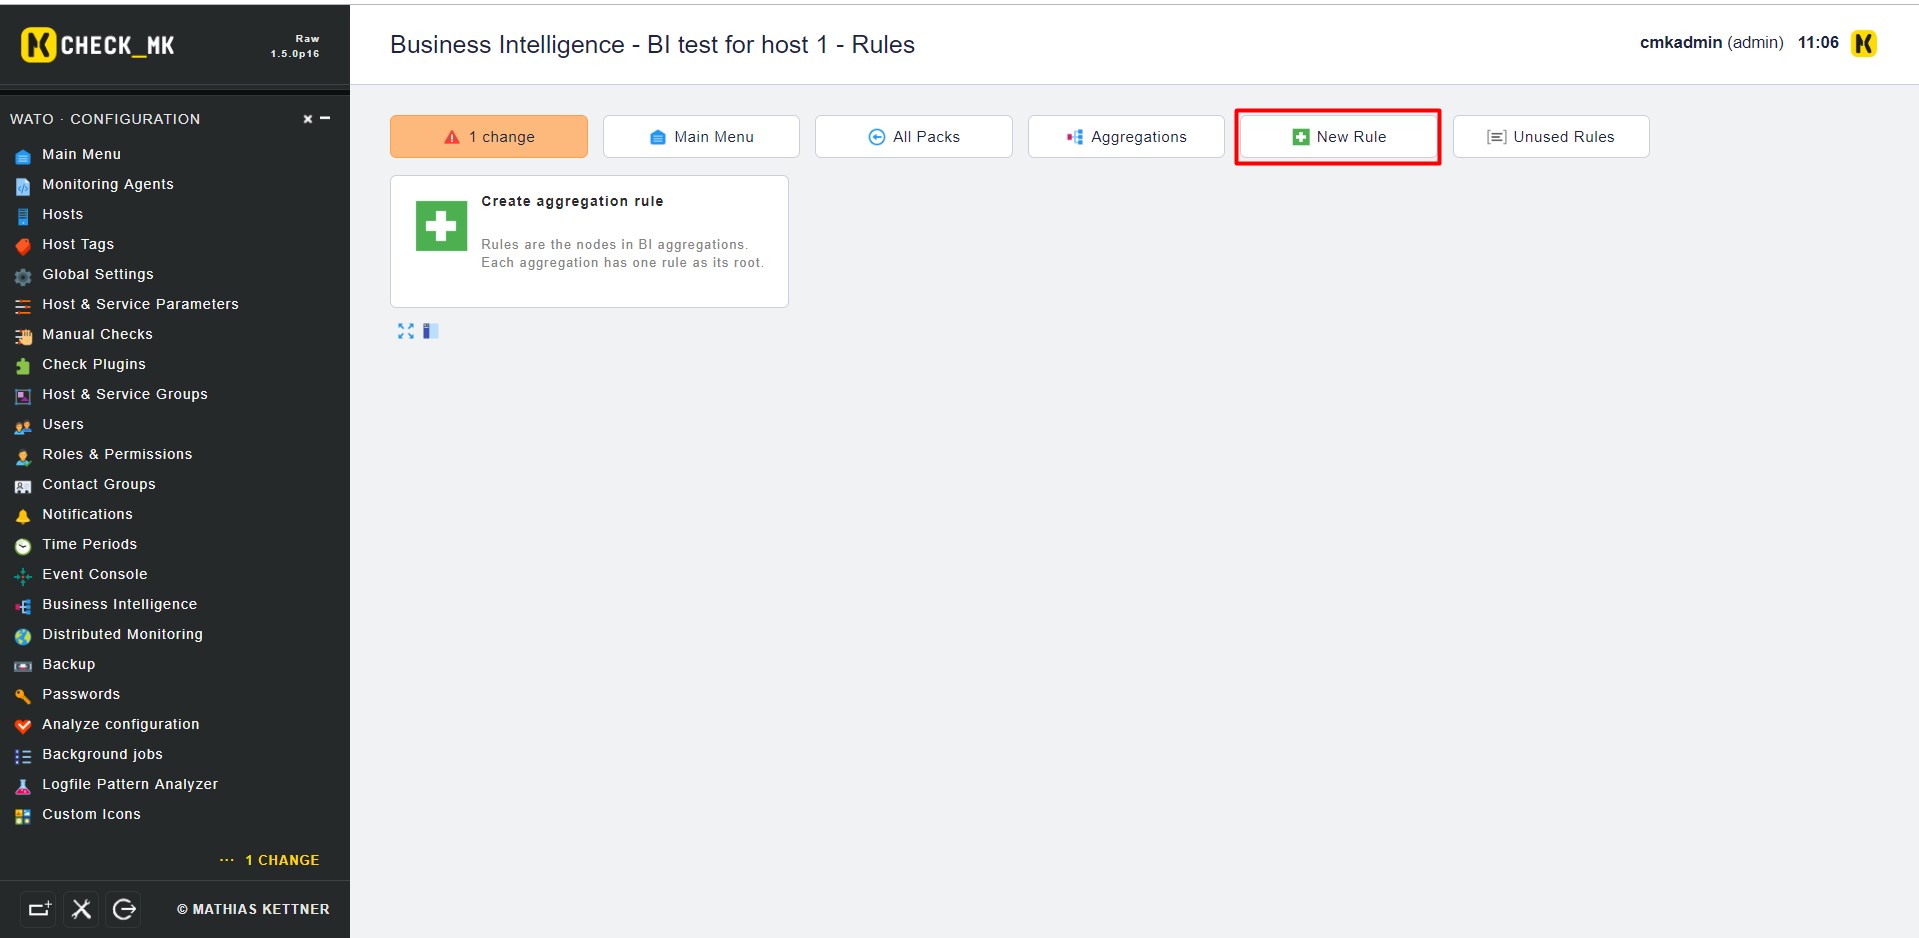 CHECK_MK
Raw
1.5.0p16
Business Intelligence - BI test for host 1 - Rules
cmkadmin (admin) 11:06
WATO · CONFIGURATION
Main Menu
Monitoring Agents
Hosts
Host Tags
Global Settings
Host & Service Parameters
Manual Checks
Check Plugins
Host & Service Groups
Users
Roles & Permissions
Contact Groups
Notifications
Time Periods
Event Console
Business Intelligence
Distributed Monitoring
Backup
Passwords
Analyze configuration
Background jobs
Logfile Pattern Analyzer
Custom Icons
··· 1 CHANGE
© MATHIAS KETTNER
1 change
Main Menu
All Packs
Aggregations
New Rule
Unused Rules
Create aggregation rule
Rules are the nodes in BI aggregations.
Each aggregation has one rule as its root.